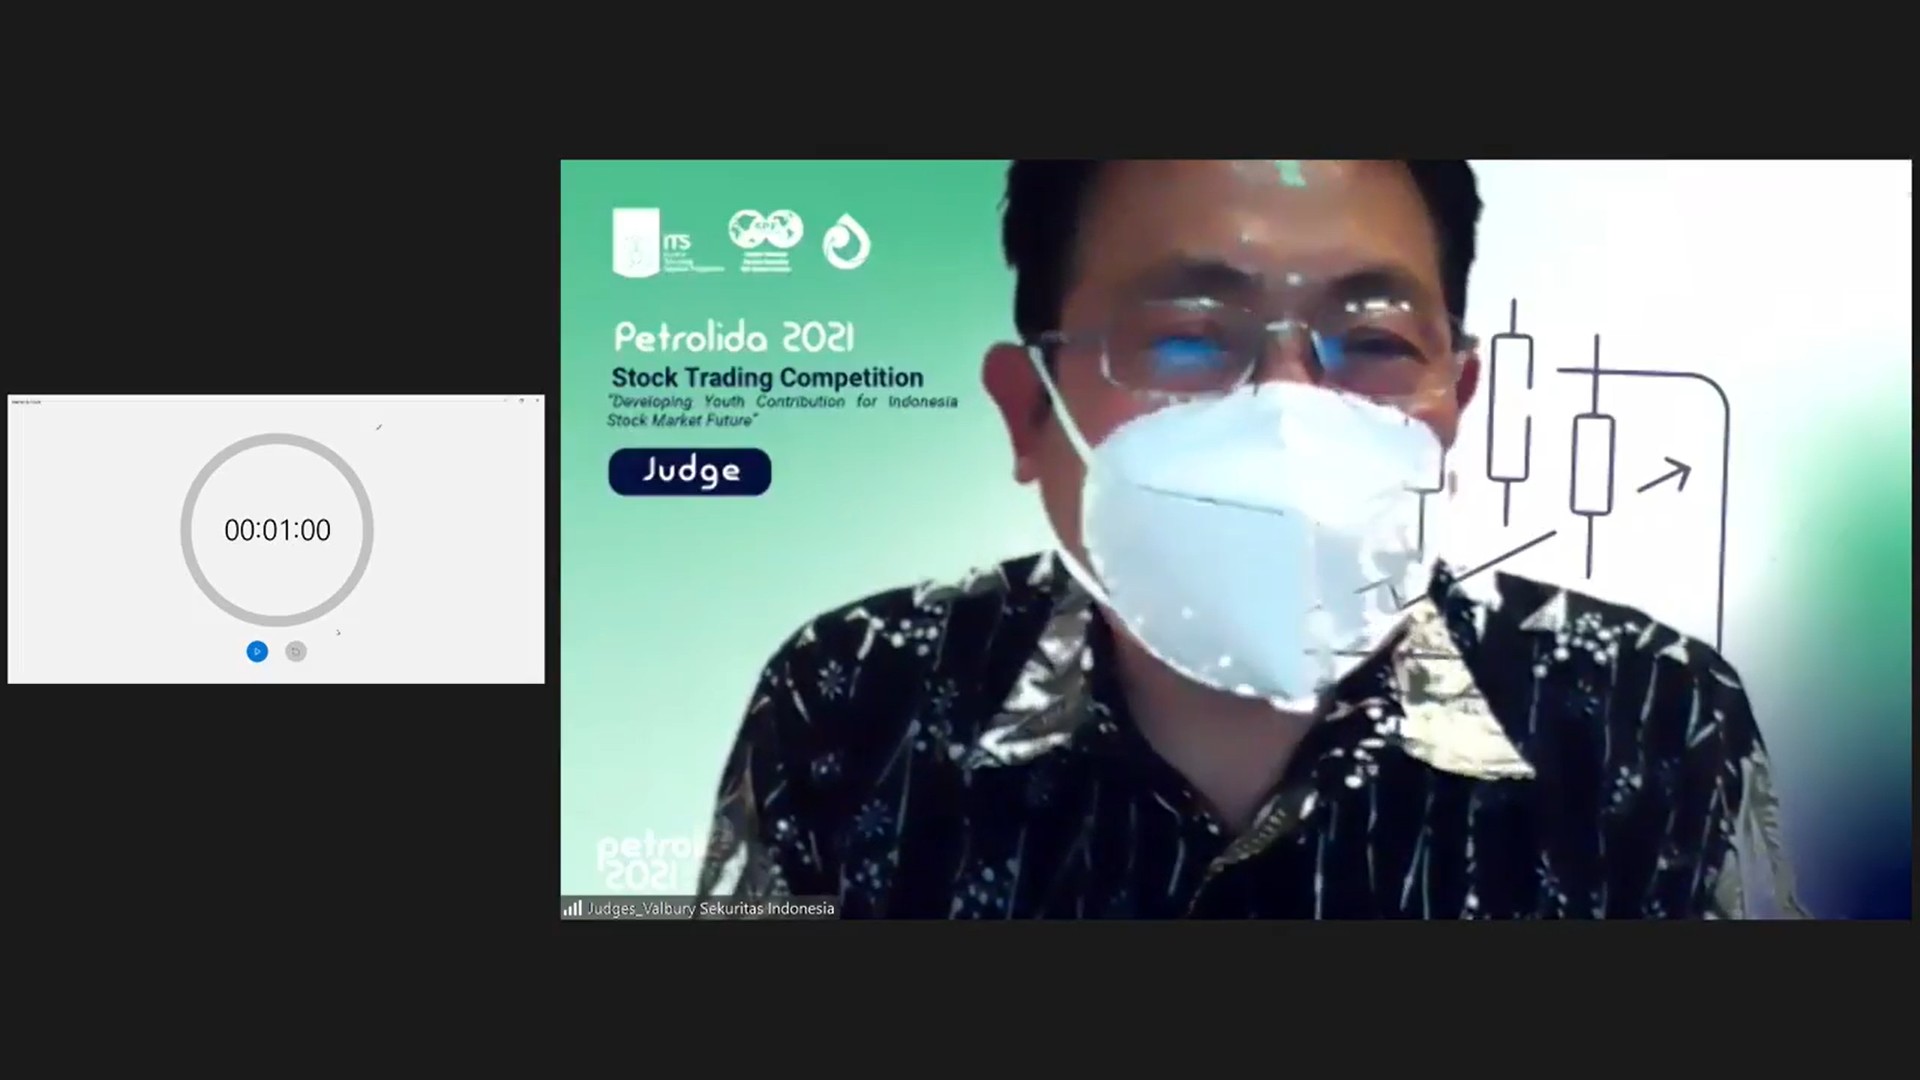 00:01:00
ITS
SPE
Petrolida 2021
Stock Trading Competition
"Developing Youth Contribution for Indonesia
Stock Market Future"
Judge
petrol
2021
Judges_Valbury Sekuritas Indonesia